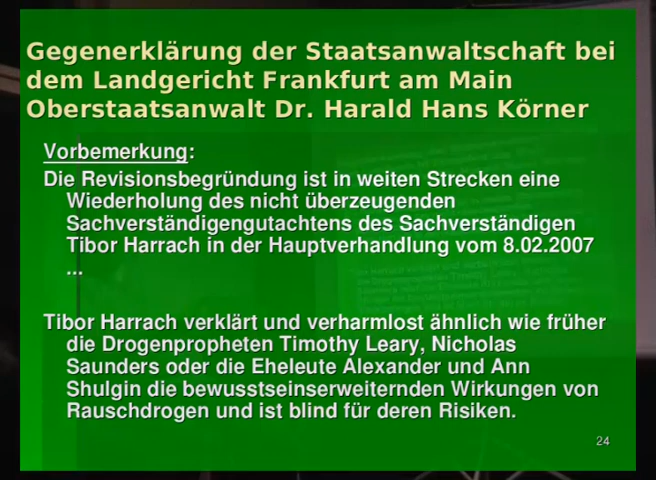 Gegenerklärung der Staatsanwaltschaft bei
dem Landgericht Frankfurt am Main
Oberstaatsanwalt Dr. Harald Hans Körner
Vorbemerkung:
Die Revisionsbegründung ist in weiten Strecken eine
Wiederholung des nicht überzeugenden
Sachverständigengutachtens des Sachverständigen
Tibor Harrach in der Hauptverhandlung vom 8.02.2007
...
Tibor Harrach verklärt und verharmlost ähnlich wie früher
die Drogenpropheten Timothy Leary, Nicholas
Saunders oder die Eheleute Alexander und Ann
Shulgin die bewusstseinserweiternden Wirkungen von
Rauschdrogen und ist blind für deren Risiken.
24